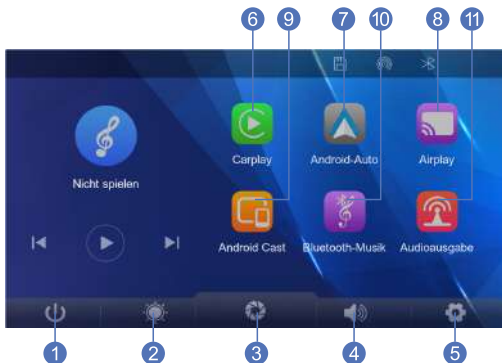 6 9 7 10 8 11
Nicht spielen
Carplay Android-Auto Airplay
Android Cast Bluetooth-Musik Audioausgabe
1 2 3 4 5